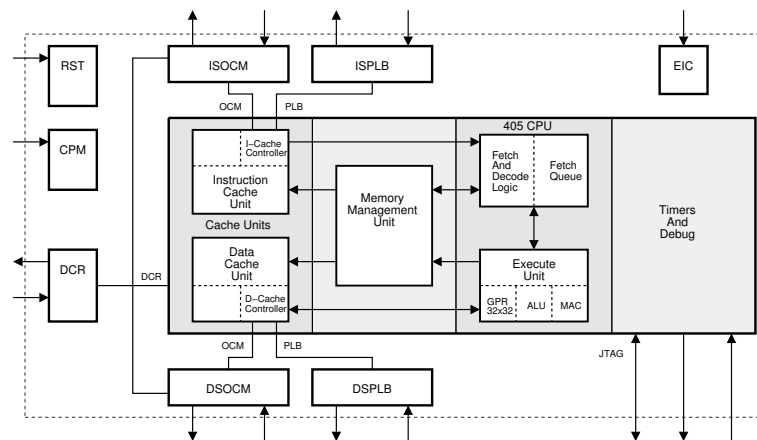 RST
ISOCM
ISPLB
EIC
OCM
PLB
405 CPU
CPM
I-Cache
Controller
Instruction
Cache
Unit
Cache Units
Memory
Management
Unit
Fetch
And
Decode
Logic
Fetch
Queue
Timers
And
Debug
DCR
DCR
Data
Cache
Unit
D-Cache
Controller
Execute
Unit
GPR
32x32
ALU
MAC
OCM
PLB
JTAG
DSOCM
DSPLB